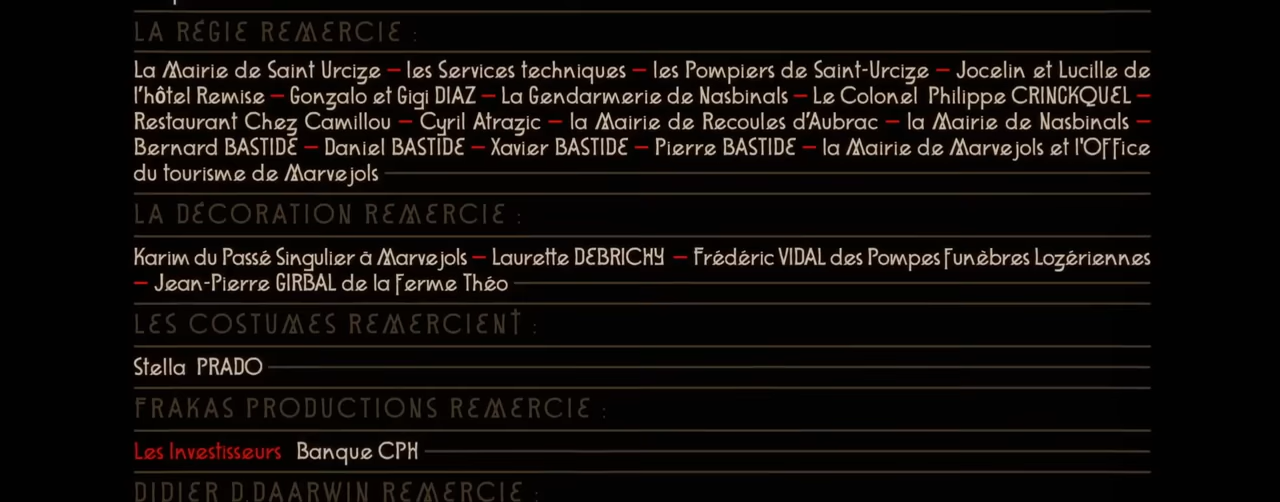 LA RÉGIE REMERCIE :
La Mairie de Saint Urcize – les Services techniques – les Pompiers de Saint-Urcize – Jocelin et Lucille de
l'hôtel Remise – Gonzalo et Gigi DIAZ – La Gendarmerie de Nasbinals – Le Colonel Philippe CRINCKQUEL –
Restaurant Chez Camillou – Cyril Atrazic – la Mairie de Recoules d'Aubrac – la Mairie de Nasbinals –
Bernard BASTIDE – Daniel BASTIDE – Xavier BASTIDE – Pierre BASTIDE – la Mairie de Marvejols et l'Office
du tourisme de Marvejols
LA DÉCORATION REMERCIE :
Karim du Passé Singulier à Marvejols – Laurette DEBRICHY – Frédéric VIDAL des Pompes Funèbres Lozériennes
– Jean-Pierre GIRBAL de la Ferme Théo
LES COSTUMES REMERCIENT :
Stella PRADO
FRAKAS PRODUCTIONS REMERCIE :
Les Investisseurs Banque CPH
DIDIER D.DAARWIN REMERCIE :